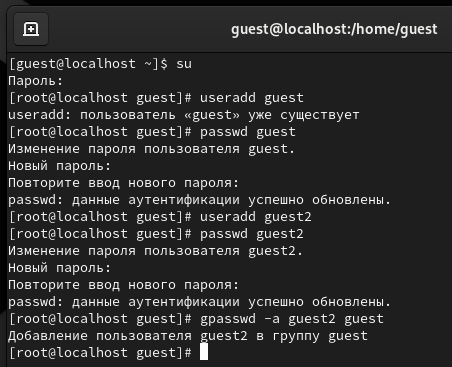 guest@localhost:/home/guest
[guest@localhost ~]$ su
Пароль:
[root@localhost guest]# useradd guest
useradd: пользователь «guest» уже существует
[root@localhost guest]# passwd guest
Изменение пароля пользователя guest.
Новый пароль:
Повторите ввод нового пароля:
passwd: данные аутентификации успешно обновлены.
[root@localhost guest]# useradd guest2
[root@localhost guest]# passwd guest2
Изменение пароля пользователя guest2.
Новый пароль:
Повторите ввод нового пароля:
passwd: данные аутентификации успешно обновлены.
[root@localhost guest]# gpasswd -a guest2 guest
Добавление пользователя guest2 в группу guest
[root@localhost guest]#